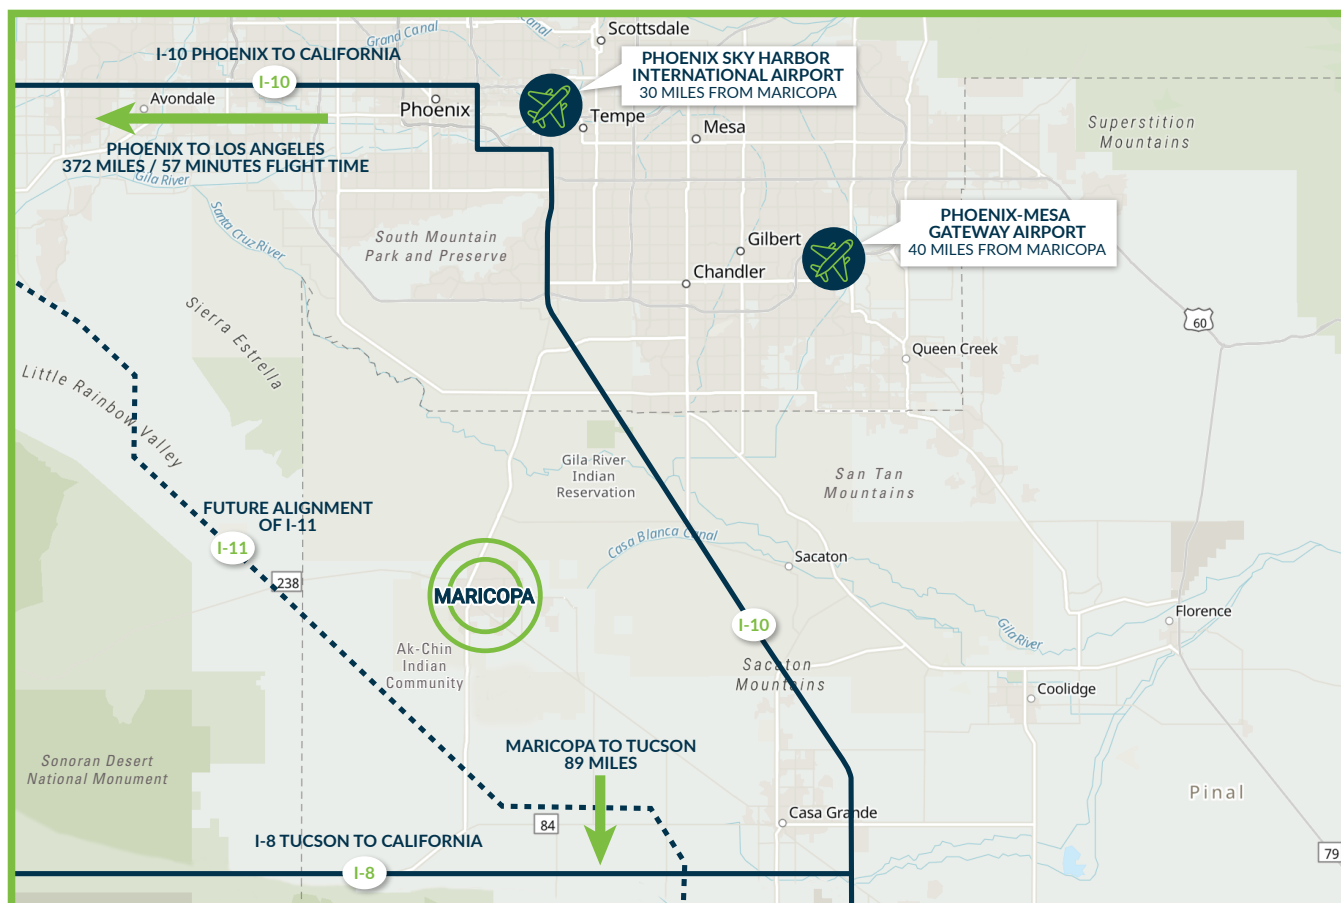 Scottsdale
Grand Canal
Canal
I-10 PHOENIX TO CALIFORNIA
I-10
PHOENIX SKY HARBOR
INTERNATIONAL AIRPORT
30 MILES FROM MARICOPA
Avondale
Phoenix
Tempe
Mesa
Superstition
Mountains
PHOENIX TO LOS ANGELES
372 MILES / 57 MINUTES FLIGHT TIME
Gila River
Santa Cruz River
South Mountain
Park and Preserve
Gilbert
Chandler
PHOENIX-MESA
GATEWAY AIRPORT
40 MILES FROM MARICOPA
Sierra Estrella
60
Queen Creek
Little Rainbow Valley
Gila River
Indian
Reservation
San Tan
Mountains
FUTURE ALIGNMENT
OF I-11
I-11
238
Casa Blanca Canal
Sacaton
MARICOPA
I-10
Florence
Gila River
Ak-Chin
Indian
Community
Sacaton
Mountains
Coolidge
Sonoran Desert
National Monument
MARICOPA TO TUCSON
89 MILES
Pinal
Casa Grande
84
I-8 TUCSON TO CALIFORNIA
I-8
79